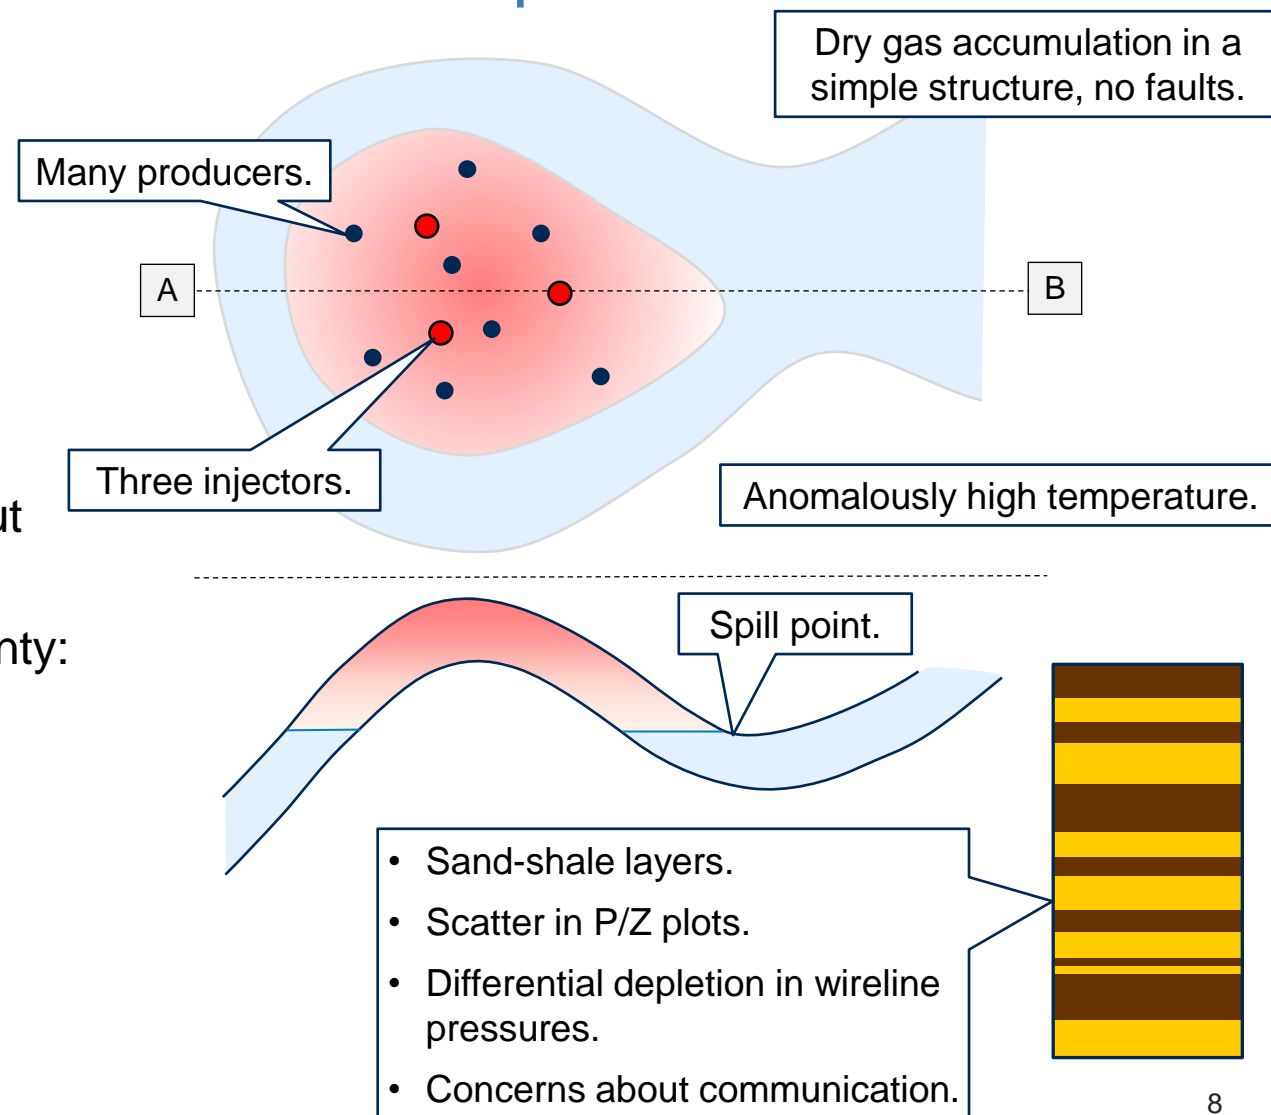 Dry gas accumulation in a
simple structure, no faults.
Many producers.
A
B
Three injectors.
Anomalously high temperature.
Spill point.
• Sand-shale layers.
• Scatter in P/Z plots.
• Differential depletion in wireline
pressures.
• Concerns about communication.
8